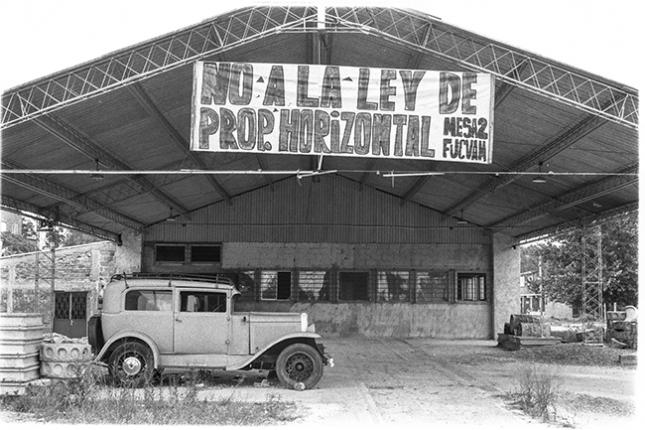 NO A LA LEY DE
PROP. HORIZONTAL MESA 2
FUCVAM